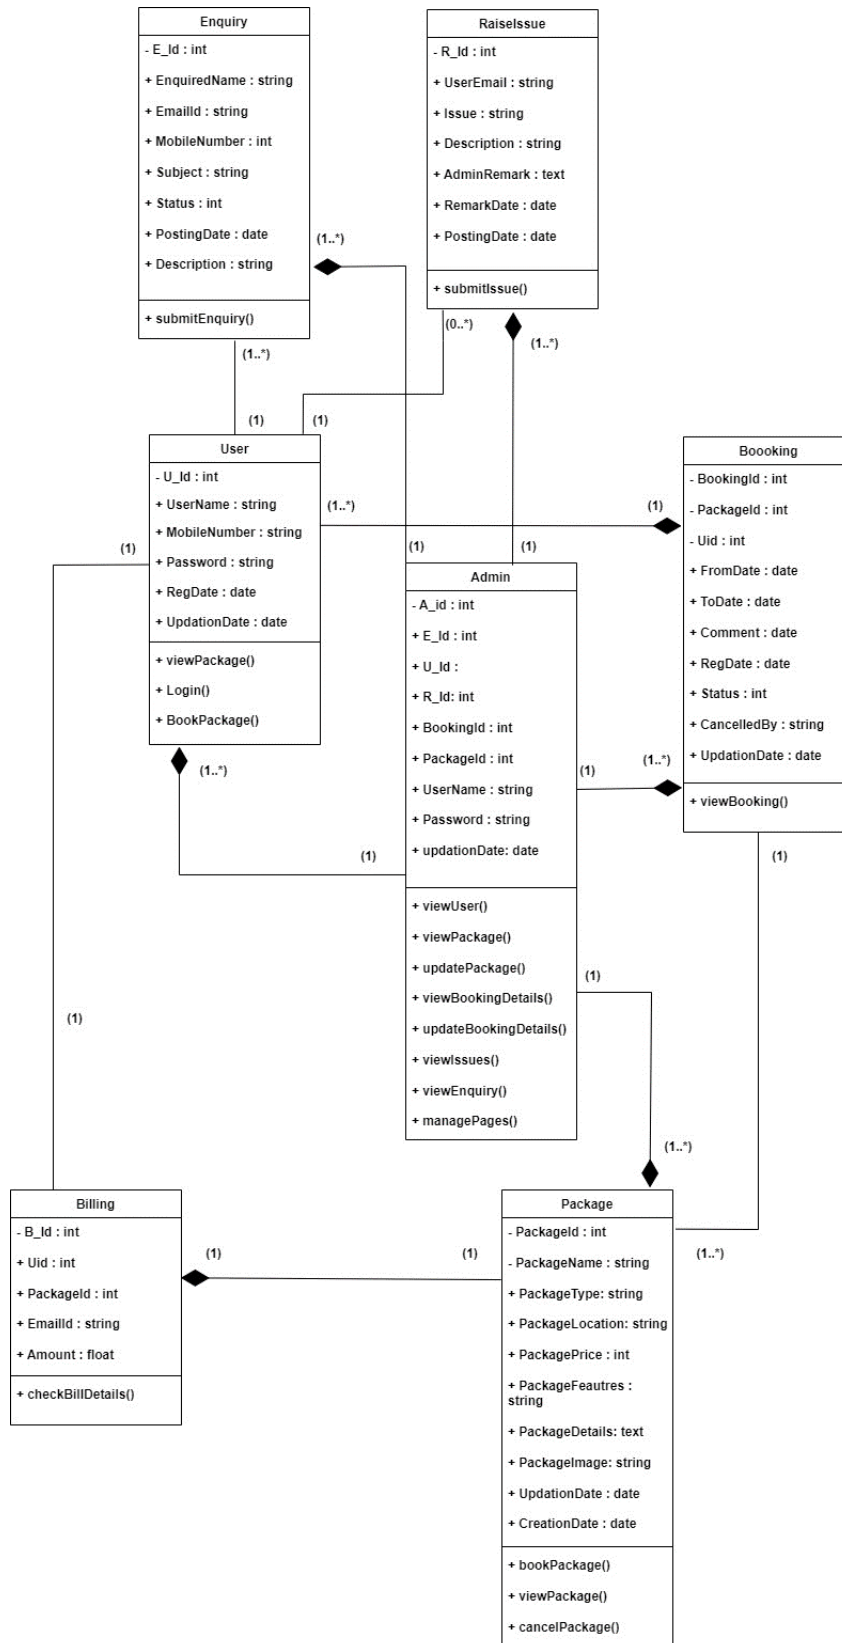 Enquiry
- E_Id : int
+ EnquiredName : string
+ EmailId : string
+ MobileNumber : int
+ Subject : string
+ Status : int
+ PostingDate : date
+ Description : string
+ submitEnquiry()
RaiseIssue
- R_Id : int
+ UserEmail : string
+ Issue : string
+ Description : string
+ AdminRemark : text
+ RemarkDate : date
+ PostingDate : date
+ submitIssue()
(1..*)
(0..*)
(1..*)
(1..*)
(1)
(1)
User
- U_Id : int
+ UserName : string
+ MobileNumber : string
+ Password : string
+ RegDate : date
+ UpdationDate : date
+ viewPackage()
+ Login()
+ BookPackage()
(1..*)
(1)
(1)
(1)
(1)
Boooking
- BookingId : int
- PackageId : int
- Uid : int
+ FromDate : date
+ ToDate : date
+ Comment : date
+ RegDate : date
+ Status : int
+ CancelledBy : string
+ UpdationDate : date
+ viewBooking()
Admin
- A_id : int
+ E_Id : int
+ U_Id :
+ R_Id: int
+ BookingId : int
+ PackageId : int
+ UserName : string
+ Password : string
+ updationDate: date
+ viewUser()
+ viewPackage()
+ updatePackage()
+ viewBookingDetails()
+ updateBookingDetails()
+ viewIssues()
+ viewEnquiry()
+ managePages()
(1..*)
(1)
(1..*)
(1)
(1)
(1)
(1)
(1..*)
(1..*)
Billing
- B_Id : int
+ Uid : int
+ PackageId : int
+ EmailId : string
+ Amount : float
+ checkBillDetails()
(1)
(1)
Package
- PackageId : int
- PackageName : string
+ PackageType: string
+ PackageLocation: string
+ PackagePrice : int
+ PackageFeautres :
string
+ PackageDetails: text
+ PackageImage: string
+ UpdationDate : date
+ CreationDate : date
+ bookPackage()
+ viewPackage()
+ cancelPackage()